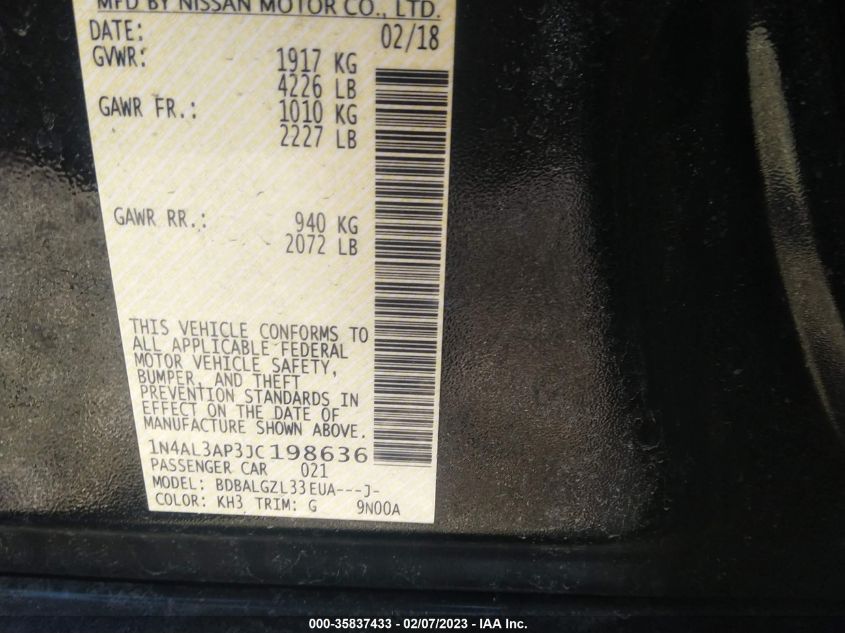 MFD BY NISSAN MOTOR CO., LTD.
DATE: 02/18
GVWR: 1917 KG
4226 LB
GAWR FR.: 1010 KG
2227 LB
GAWR RR.: 940 KG
2072 LB
THIS VEHICLE CONFORMS TO
ALL APPLICABLE FEDERAL
MOTOR VEHICLE SAFETY,
BUMPER, AND THEFT
PREVENTION STANDARDS IN
EFFECT ON THE DATE OF
MANUFACTURE SHOWN ABOVE.
1N4AL3AP3JC198636
PASSENGER CAR 021
MODEL: BDBALGZL33EUA---J-
COLOR: KH3 TRIM: G 9N00A
000-35837433 - 02/07/2023 - IAA Inc.